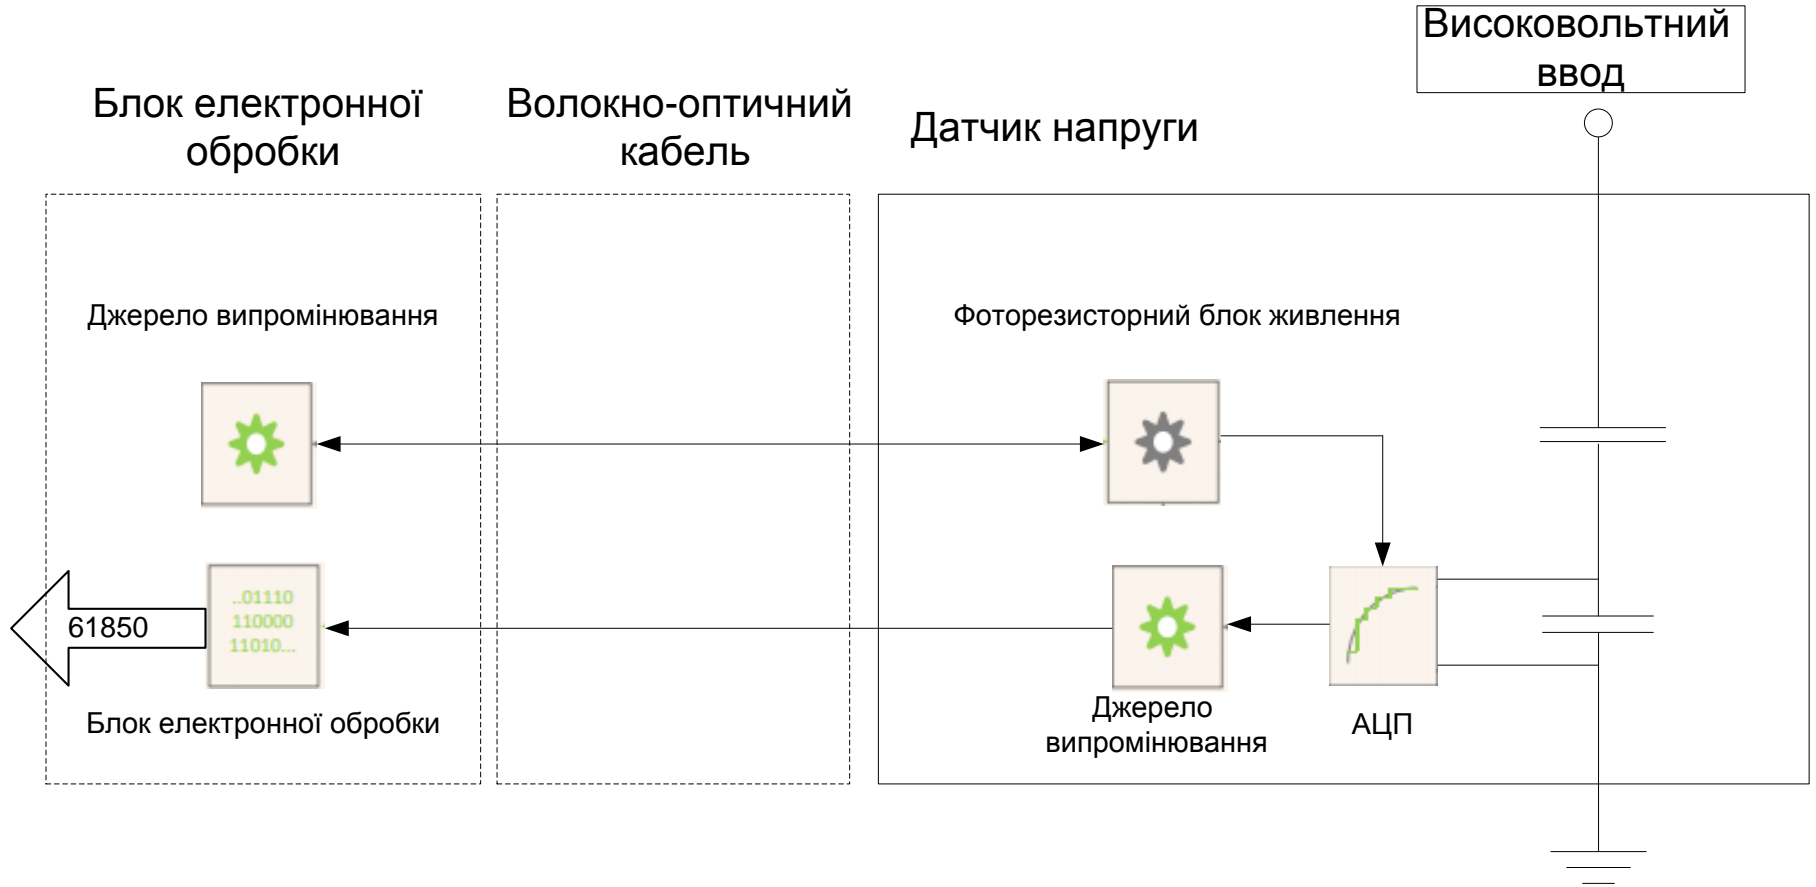 Високовольтний
ввод
Блок електронної
обробки
Волокно-оптичний
кабель
Датчик напруги
Джерело випромінювання
Фоторезисторний блок живлення
61850
..01110
110000
11010...
Блок електронної обробки
Джерело
випромінювання
АЦП